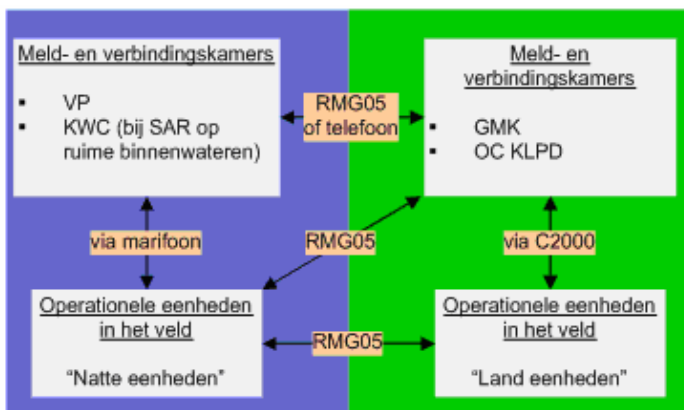 Meld- en verbindingskamers
▪ VP
▪ KWC (bij SAR op
ruime binnenwateren)
RMG05
of telefoon
Meld- en
verbindingskamers
▪ GMK
▪ OC KLPD
via marifoon
RMG05
via C2000
Operationele eenheden
in het veld
“Natte eenheden”
RMG05
Operationele eenheden
in het veld
“Land eenheden”